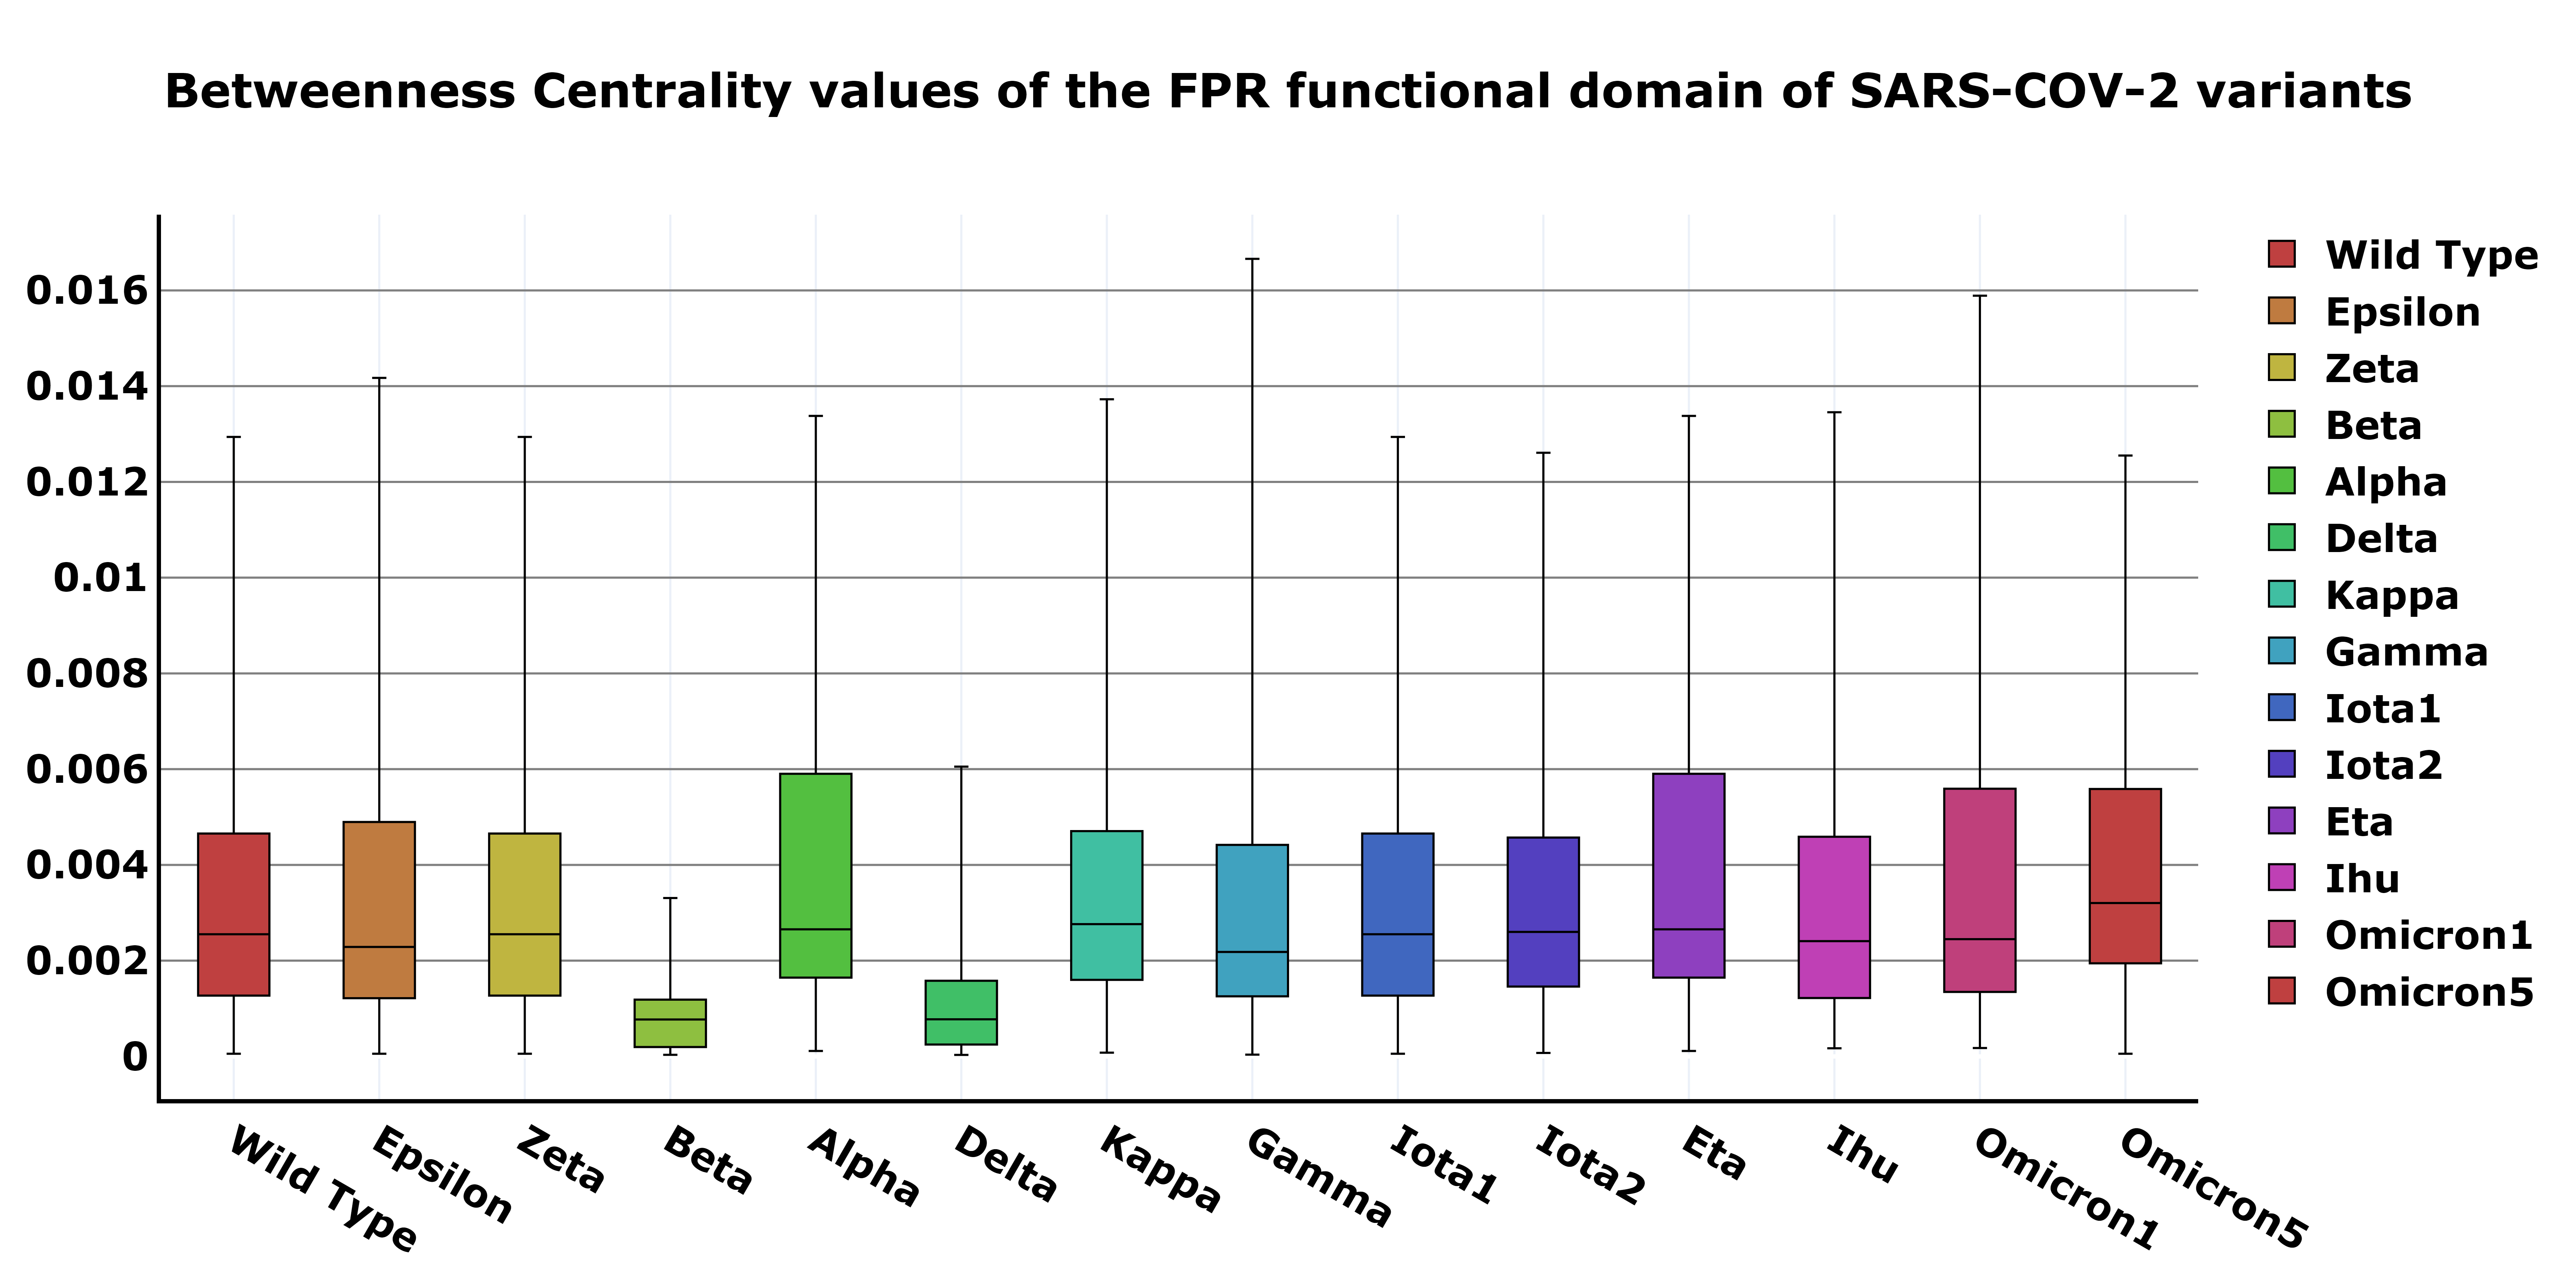 Betweenness Centrality values of the FPR functional domain of SARS-COV-2 variants
0.016
0.014
0.012
0.01
0.008
0.006
0.004
0.002
0
Wild Type
Epsilon
Zeta
Beta
Alpha
Delta
Kappa
Gamma
Iota1
Iota2
Eta
Ihu
Omicron1
Omicron5
Wild Type
Epsilon
Zeta
Beta
Alpha
Delta
Kappa
Gamma
Iota1
Iota2
Eta
Ihu
Omicron1
Omicron5